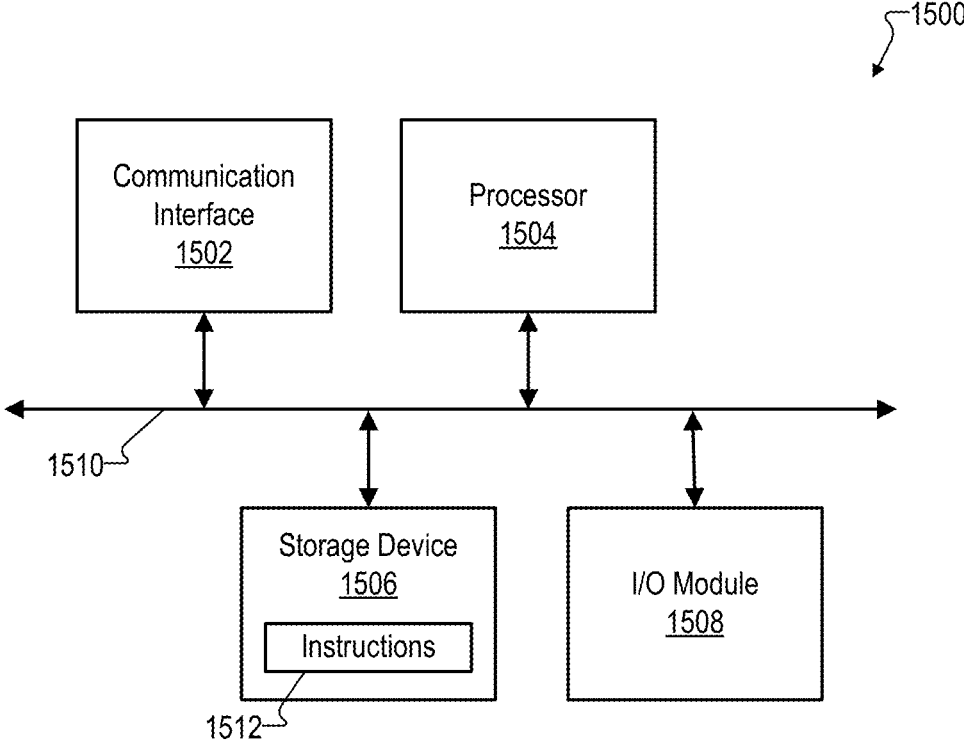 1500
Communication
Interface
1502
Processor
1504
1510
Storage Device
1506
Instructions
1512
I/O Module
1508